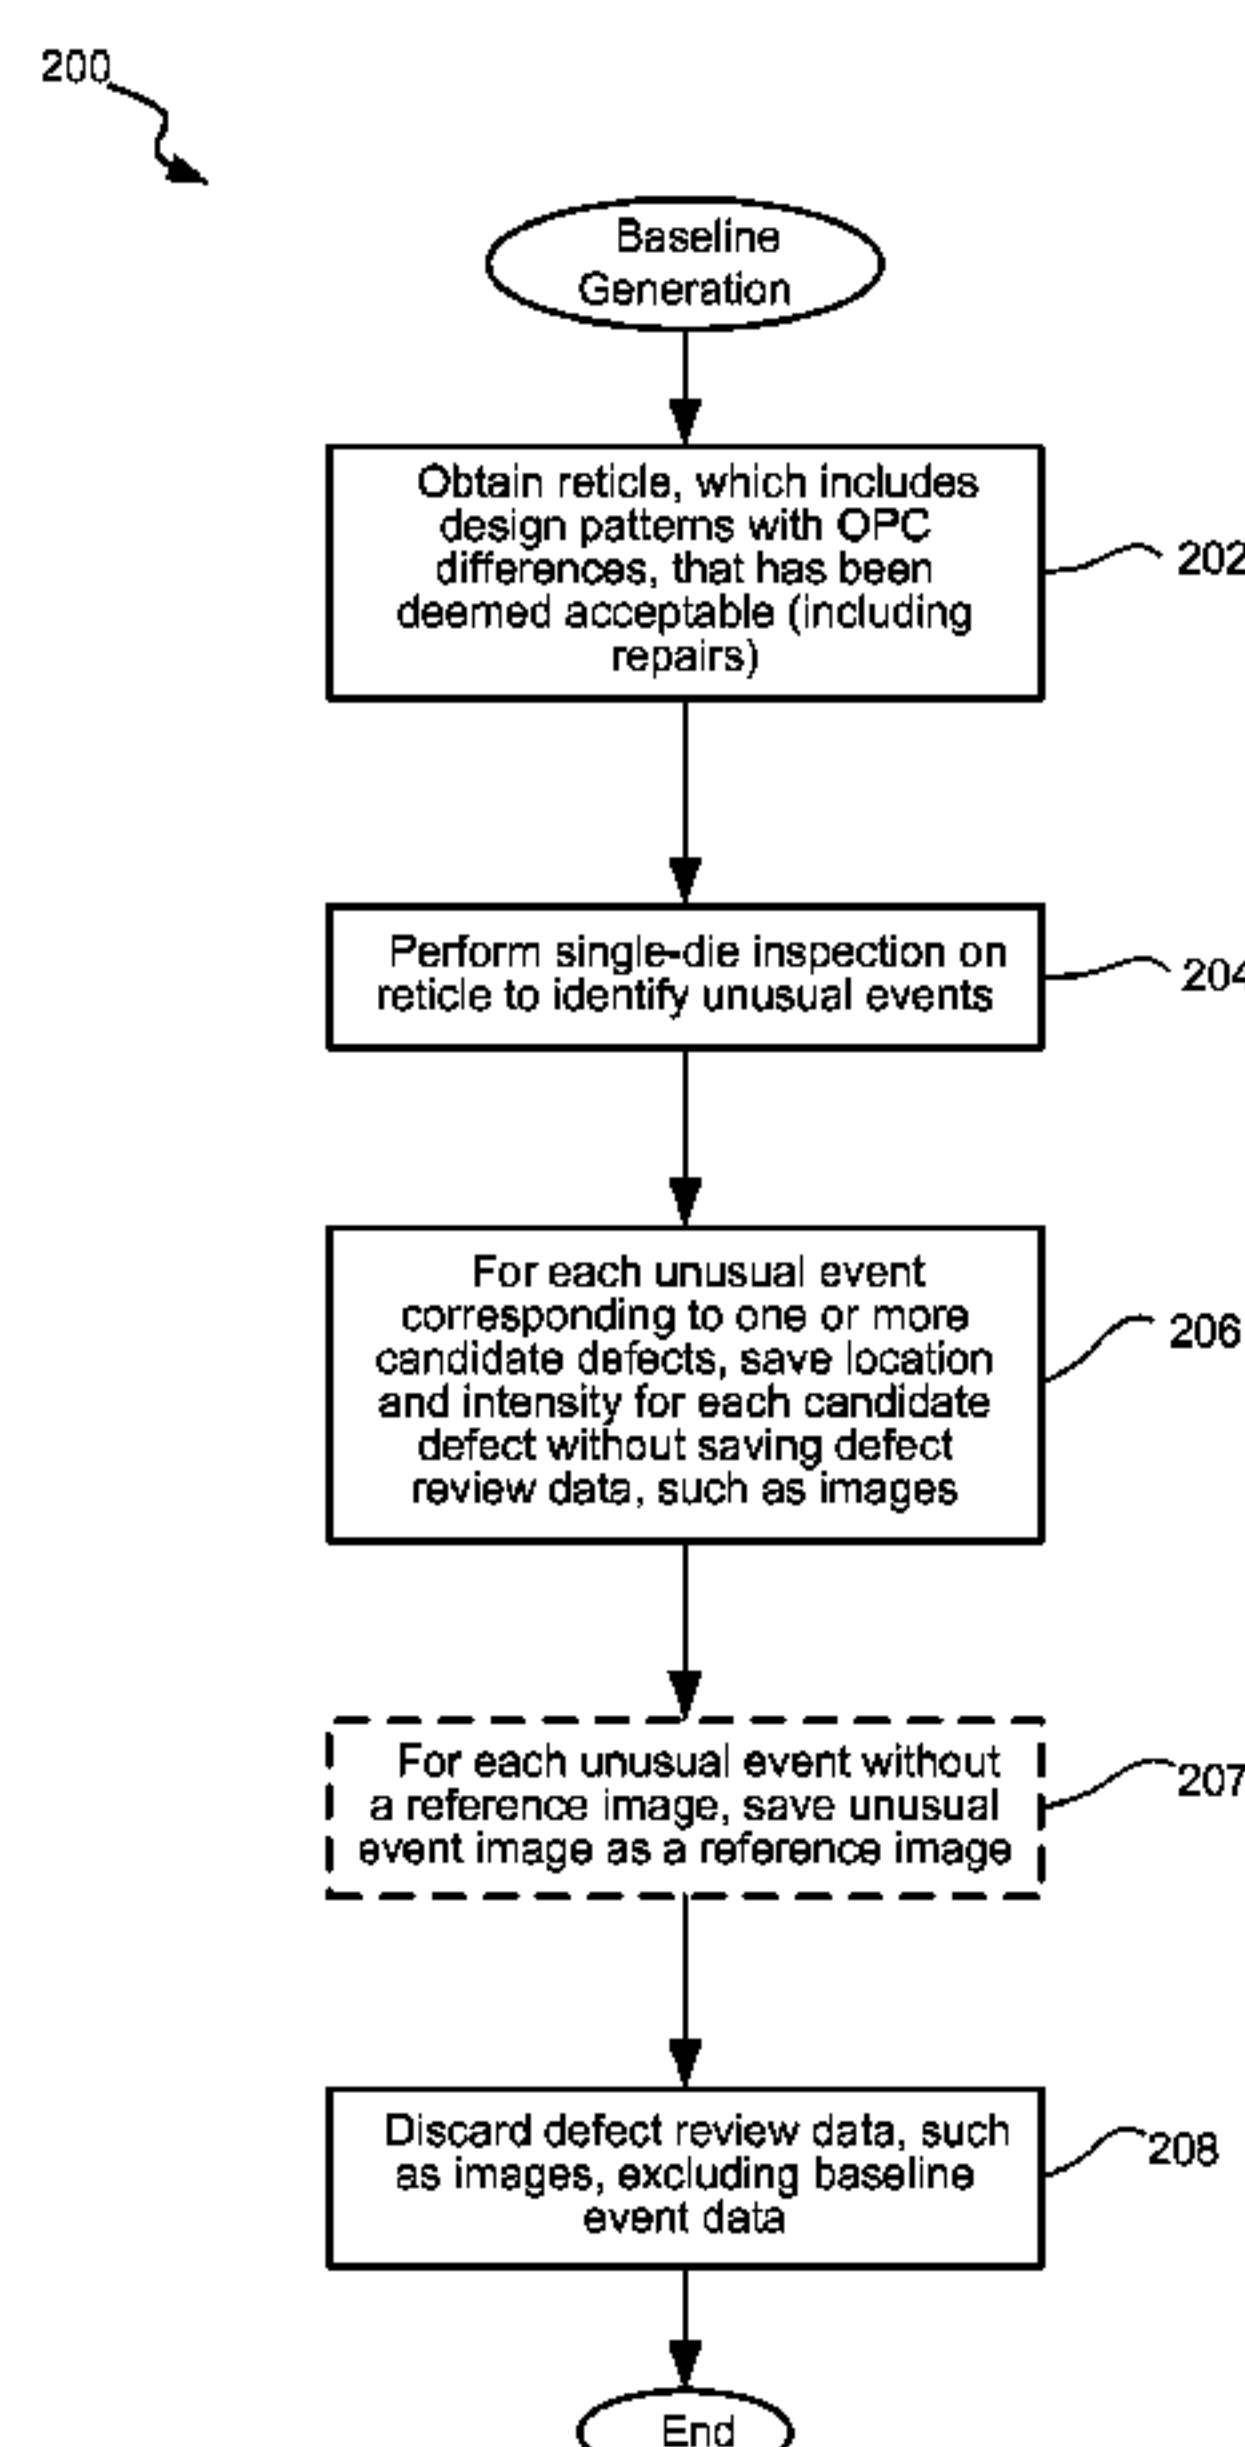 200
Baseline
Generation
Obtain reticle, which includes
design patterns with OPC
differences, that has been
deemed acceptable (including
repairs)
202
Perform single-die inspection on
reticle to identify unusual events
204
For each unusual event
corresponding to one or more
candidate defects, save location
and intensity for each candidate
defect without saving defect
review data, such as images
206
For each unusual event without
a reference image, save unusual
event image as a reference image
207
Discard defect review data, such
as images, excluding baseline
event data
208
End